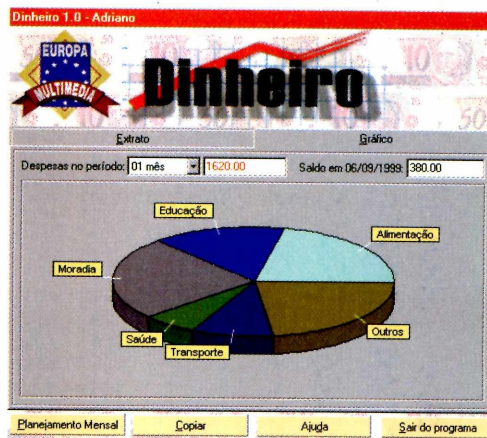 Dinheiro 1.0 - Adriano
EUROPA
MULTIMEDIA
Dinheiro
Extrato
Gráfico
Despesas no período: 01 mês 1620.00 Saldo em 06/09/1999: 380.00
Educação
Alimentação
Moradia
Saúde
Transporte
Outros
Planejamento Mensal
Copiar
Ajuda
Sair do programa